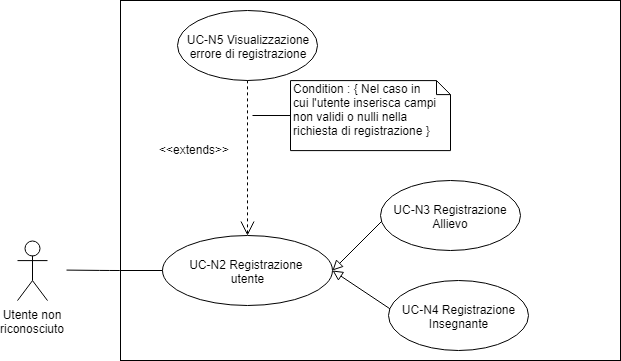 UC-N5 Visualizzazione
errore di registrazione
Condition : { Nel caso in
cui l'utente inserisca campi
non validi o nulli nella
richiesta di registrazione }
<<extends>>
UC-N3 Registrazione
Allievo
UC-N2 Registrazione
utente
UC-N4 Registrazione
Insegnante
Utente non
riconosciuto